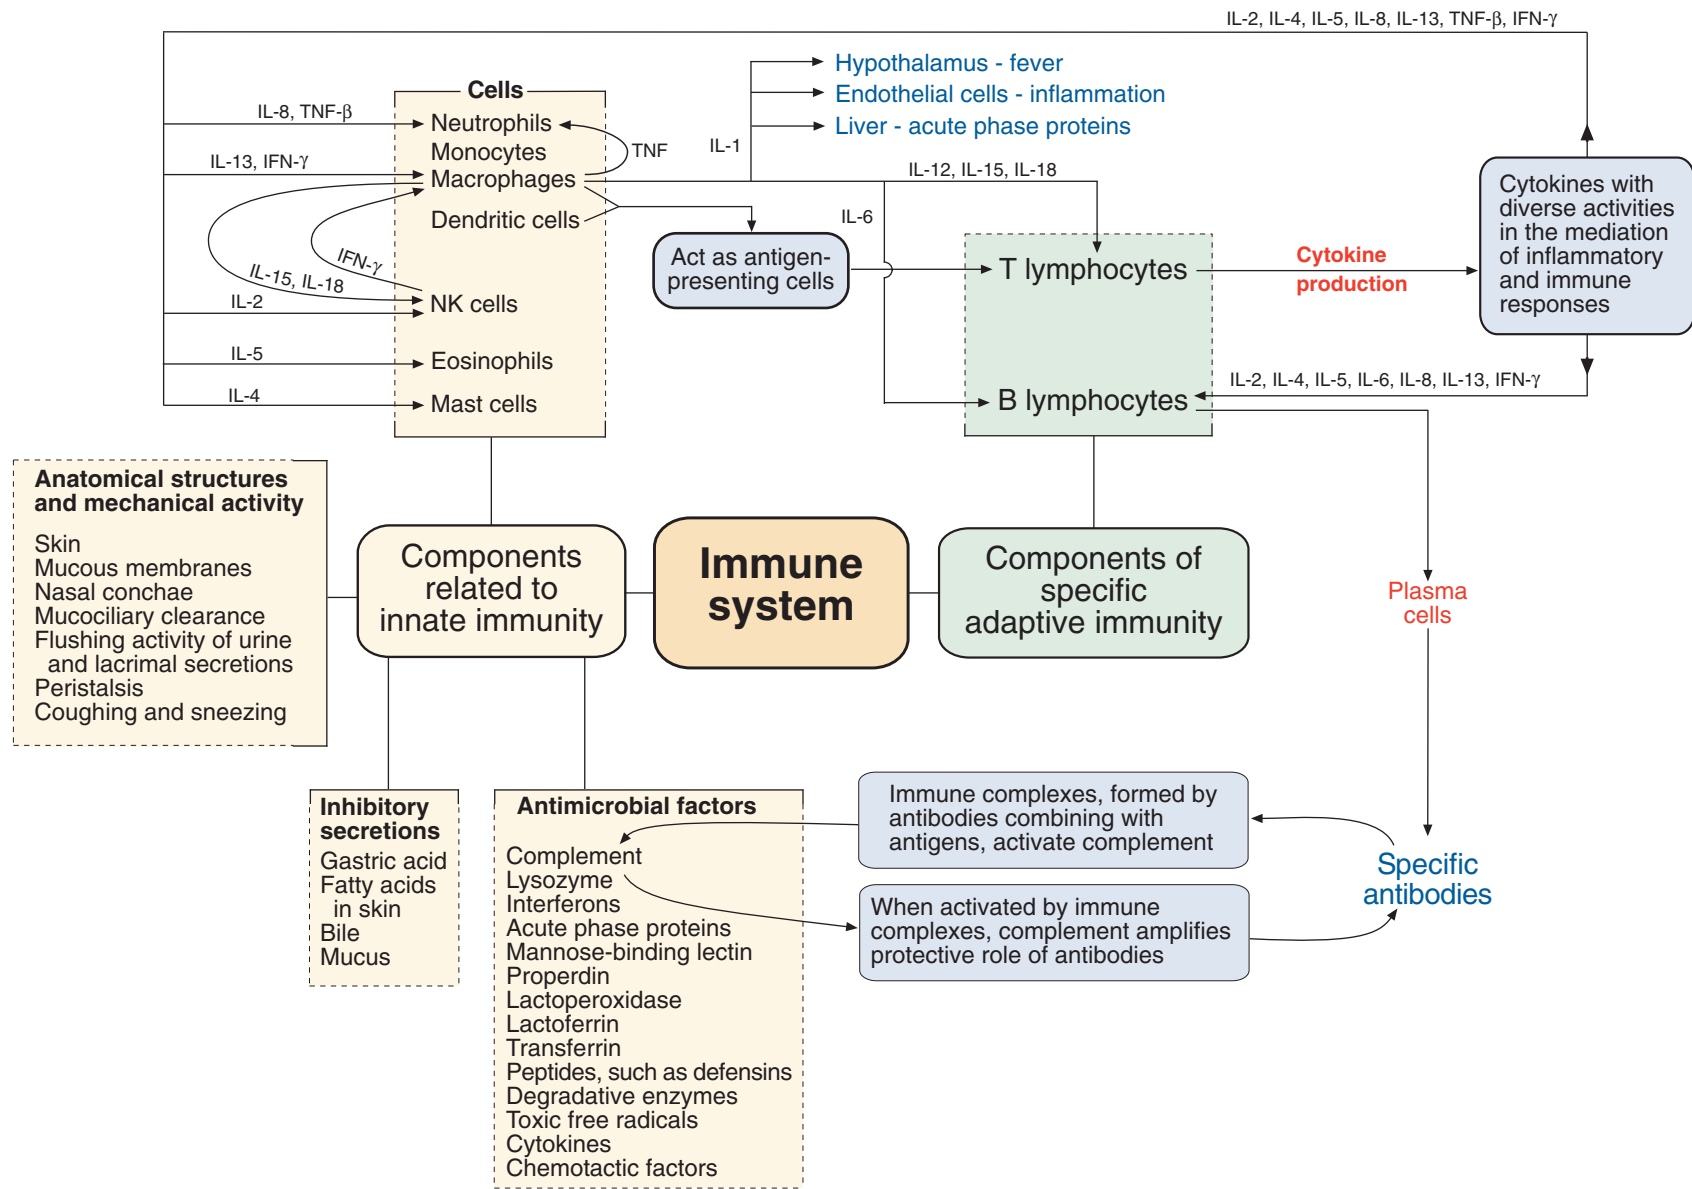 IL-2, IL-4, IL-5, IL-8, IL-13, TNF-β, IFN-γ
Hypothalamus - fever
Endothelial cells - inflammation
Liver - acute phase proteins
IL-1
Cells
IL-8, TNF-β
Neutrophils
Monocytes
TNF
IL-13, IFN-γ
Macrophages
Dendritic cells
IFN-γ
IL-15, IL-18
IL-2
NK cells
IL-5
Eosinophils
IL-4
Mast cells
IL-12, IL-15, IL-18
IL-6
Act as antigen-
presenting cells
T lymphocytes
Cytokine
production
Cytokines with
diverse activities
in the mediation
of inflammatory
and immune
responses
IL-2, IL-4, IL-5, IL-6, IL-8, IL-13, IFN-γ
B lymphocytes
Anatomical structures
and mechanical activity
Skin
Mucous membranes
Nasal conchae
Mucociliary clearance
Flushing activity of urine
and lacrimal secretions
Peristalsis
Coughing and sneezing
Components
related to
innate immunity
Immune
system
Components of
specific
adaptive immunity
Plasma
cells
Inhibitory
secretions
Gastric acid
Fatty acids
in skin
Bile
Mucus
Antimicrobial factors
Complement
Lysozyme
Interferons
Acute phase proteins
Mannose-binding lectin
Properdin
Lactoperoxidase
Lactoferrin
Transferrin
Peptides, such as defensins
Degradative enzymes
Toxic free radicals
Cytokines
Chemotactic factors
Immune complexes, formed by
antibodies combining with
antigens, activate complement
When activated by immune
complexes, complement amplifies
protective role of antibodies
Specific
antibodies